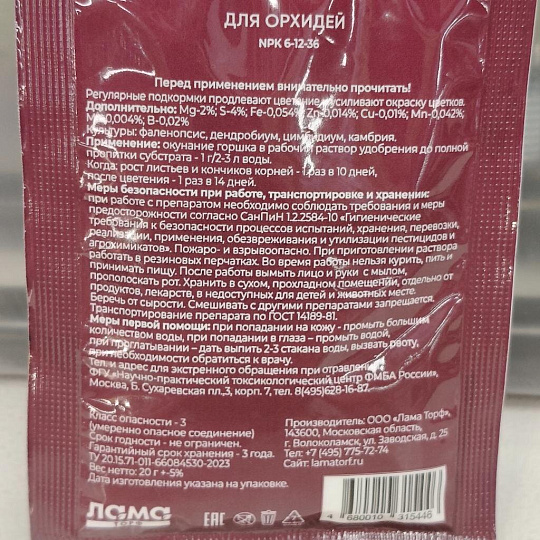 ДЛЯ ОРХИДЕЙ
NPK 6-12-36
Перед применением внимательно прочитать!
Регулярные подкормки продлевают цветение и усиливают окраску цветков.
Дополнительно: Mg-2%; S-4%; Fe-0,054%; Zn-0,014%; Cu-0,01%; Mn-0,042%;
Mo-0,004%; B-0,02%
Культуры: фаленопсис, дендробиум, цимбидиум, камбрия.
Применение: окунание горшка в рабочий раствор удобрения до полной
пропитки субстрата - 1 г/2-3 л воды.
Когда: рост листьев и кончиков корней - 1 раз в 10 дней,
после цветения - 1 раз в 14 дней.
Меры безопасности при работе, транспортировке и хранении:
при работе с препаратом необходимо соблюдать требования и меры
предосторожности согласно СанПиН 1.2.2584-10 «Гигиенические
требования к безопасности процессов испытаний, хранения, перевозки,
реализации, применения, обезвреживания и утилизации пестицидов и
агрохимикатов». Пожаро- и взрывоопасно. При приготовлении раствора
работать в резиновых перчатках. Во время работы нельзя курить, пить и
принимать пищу. После работы вымыть лицо и руки с мылом,
прополоскать рот. Хранить в сухом, прохладном помещении, отдельно от
продуктов, лекарств, в недоступных для детей и животных месте.
Беречь от сырости. Смешивать с другими препаратами запрещается.
Транспортирование препарата по ГОСТ 14189-81.
Меры первой помощи: при попадании на кожу - промыть большим
количеством воды, при попадании в глаза – промыть водой,
при проглатывании – дать выпить 2-3 стакана воды, вызвать рвоту,
при необходимости обратиться к врачу.
Тел. и адрес для экстренного обращения при отравлении:
ФГУ «Научно-практический токсикологический центр ФМБА России»,
Москва, Б. Сухаревская пл.,3, корп. 7, тел. 8(495)628-16-87.
Класс опасности - 3
(умеренно опасное соединение)
Срок годности - не ограничен.
Гарантийный срок хранения - 3 года.
ТУ 20.15.71-011-66084530-2023
Вес нетто: 20 г +-5%
Дата изготовления указана на упаковке.
Производитель: ООО «Лама Торф»,
143600, Московская область,
г. Волоколамск, ул. Заводская, д. 25
Тел: +7 (495) 775-72-74
Сайт: lamatorf.ru
лама
ТОРФ
EAC
4 680010 315446